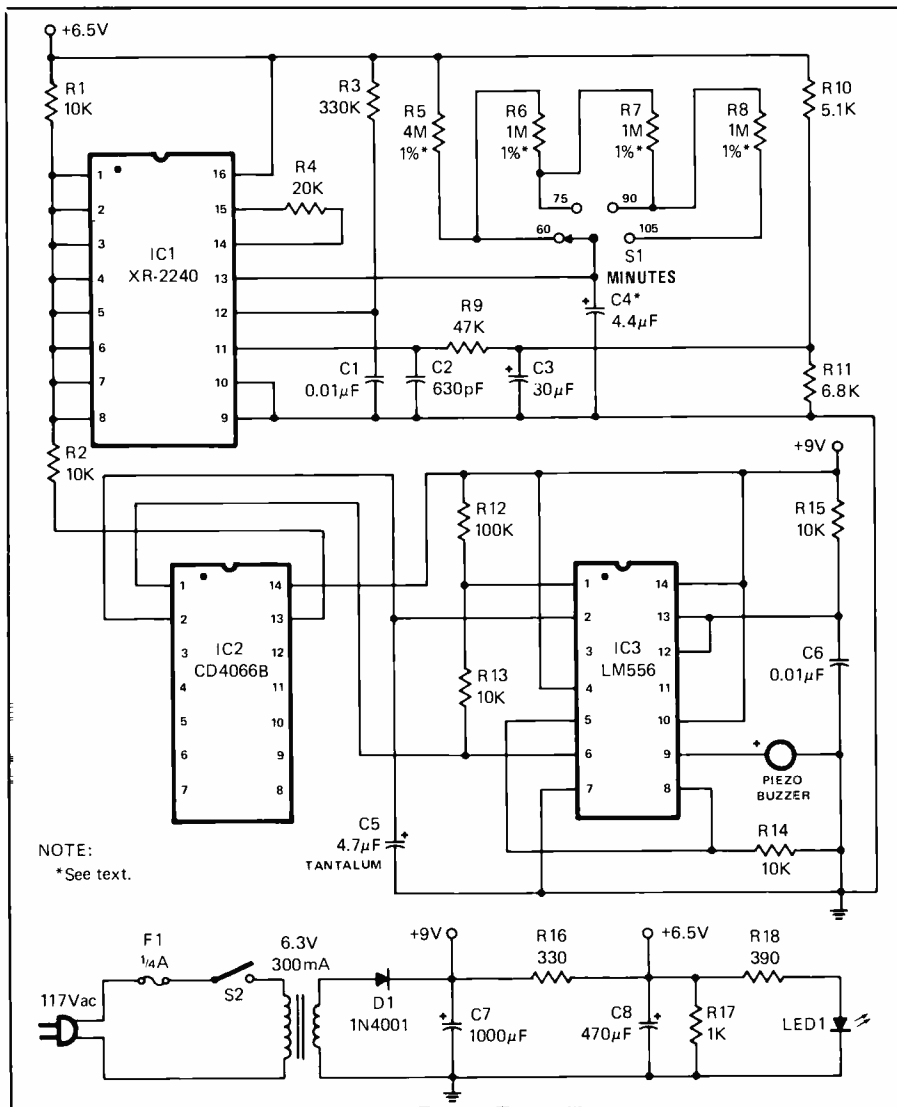 +6.5V
R1
10K
R3
330K
R5
4M
1%*
R6
1M
1%*
R7
1M
1%*
R8
1M
1%*
R10
5.1K
1
2
3
4
5
6
7
8
IC1
XR-2240
16
15
14
13
12
11
10
9
R4
20K
75
90
60
105
S1
MINUTES
+
C4*
4.4µF
R9
47K
C1
0.01µF
C2
630pF
+
C3
30µF
R11
6.8K
R2
10K
+9V
R12
100K
R15
10K
1
2
3
4
5
6
7
IC2
CD4066B
14
13
12
11
10
9
8
R13
10K
1
2
3
4
5
6
7
IC3
LM556
14
13
12
11
10
9
8
C6
0.01µF
+
PIEZO
BUZZER
C5
4.7µF
TANTALUM
+
R14
10K
NOTE:
*See text.
F1
1/4A
S2
6.3V
300mA
117Vac
D1
1N4001
+9V
+
C7
1000µF
R16
330
+6.5V
+
C8
470µF
R17
1K
R18
390
LED1